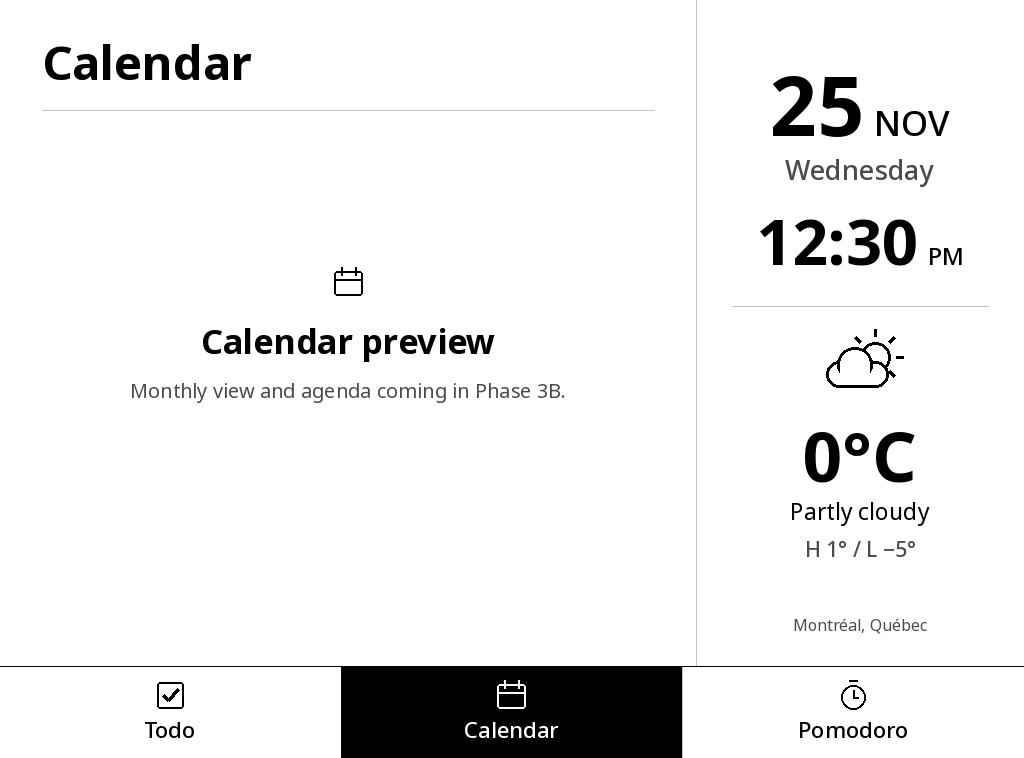 Calendar
Calendar preview
Monthly view and agenda coming in Phase 3B.
25 NOV
Wednesday
12:30 PM
0°C
Partly cloudy
H 1° / L −5°
Montréal, Québec
Todo
Calendar
Pomodoro